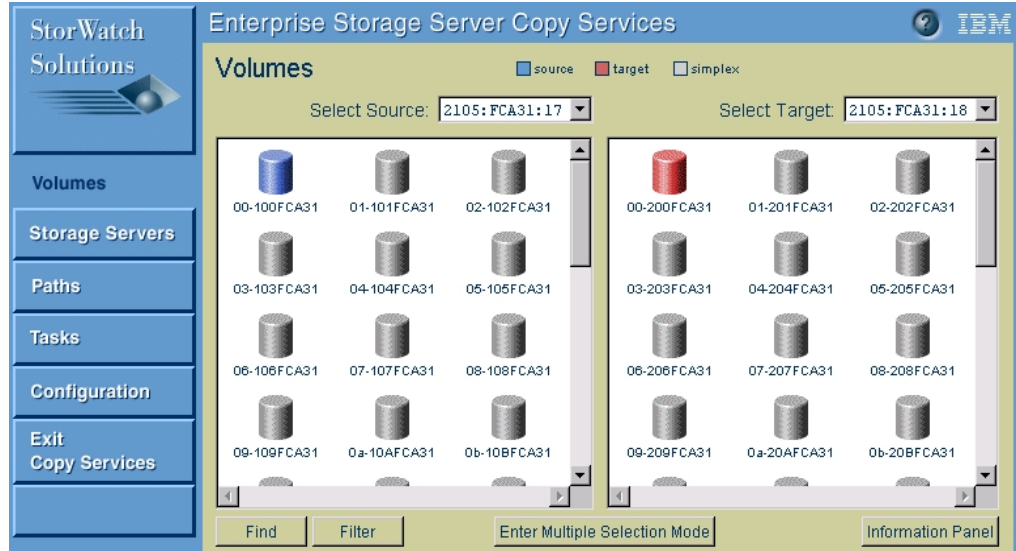 StorWatch
Solutions
Enterprise Storage Server Copy Services
? IBM
Volumes
source target simplex
Select Source: 2105:FCA31:17
Select Target: 2105:FCA31:18
Volumes
Storage Servers
Paths
Tasks
Configuration
Exit
Copy Services
00-100FCA31 01-101FCA31 02-102FCA31
03-103FCA31 04-104FCA31 05-105FCA31
06-106FCA31 07-107FCA31 08-108FCA31
09-109FCA31 0a-10AFCA31 0b-10BFCA31
00-200FCA31 01-201FCA31 02-202FCA31
03-203FCA31 04-204FCA31 05-205FCA31
06-206FCA31 07-207FCA31 08-208FCA31
09-209FCA31 0a-20AFCA31 0b-20BFCA31
Find Filter Enter Multiple Selection Mode Information Panel